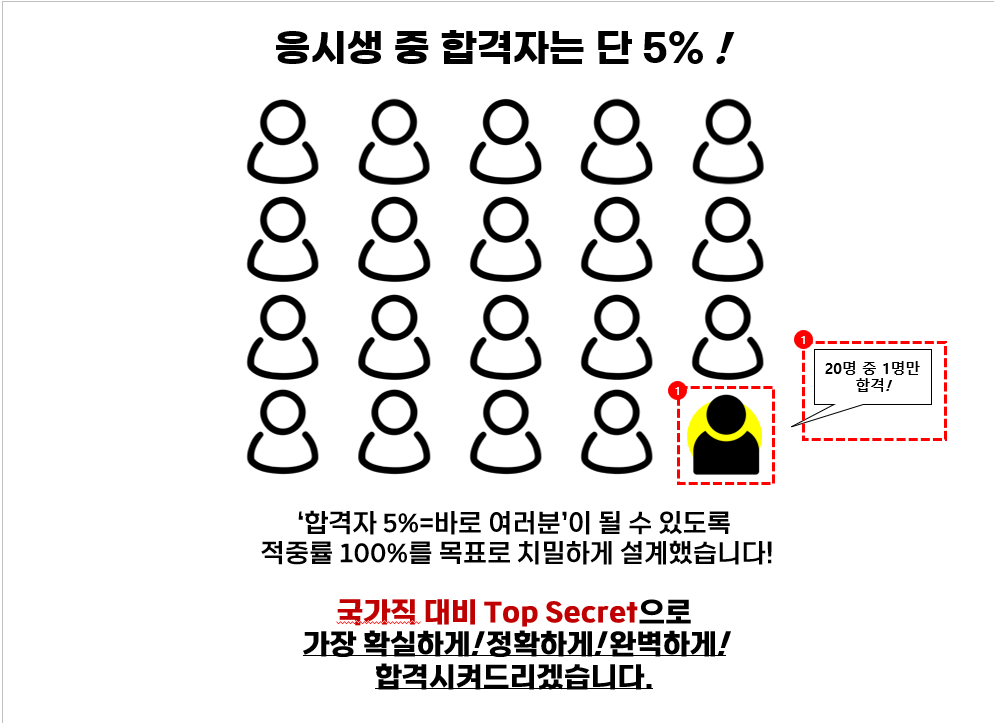 응시생 중 합격자는 단 5% !
1
20명 중 1명만
합격!
1
‘합격자 5%=바로 여러분’이 될 수 있도록
적중률 100%를 목표로 치밀하게 설계했습니다!
국가직 대비 Top Secret으로
가장 확실하게!정확하게!완벽하게!
합격시켜드리겠습니다.